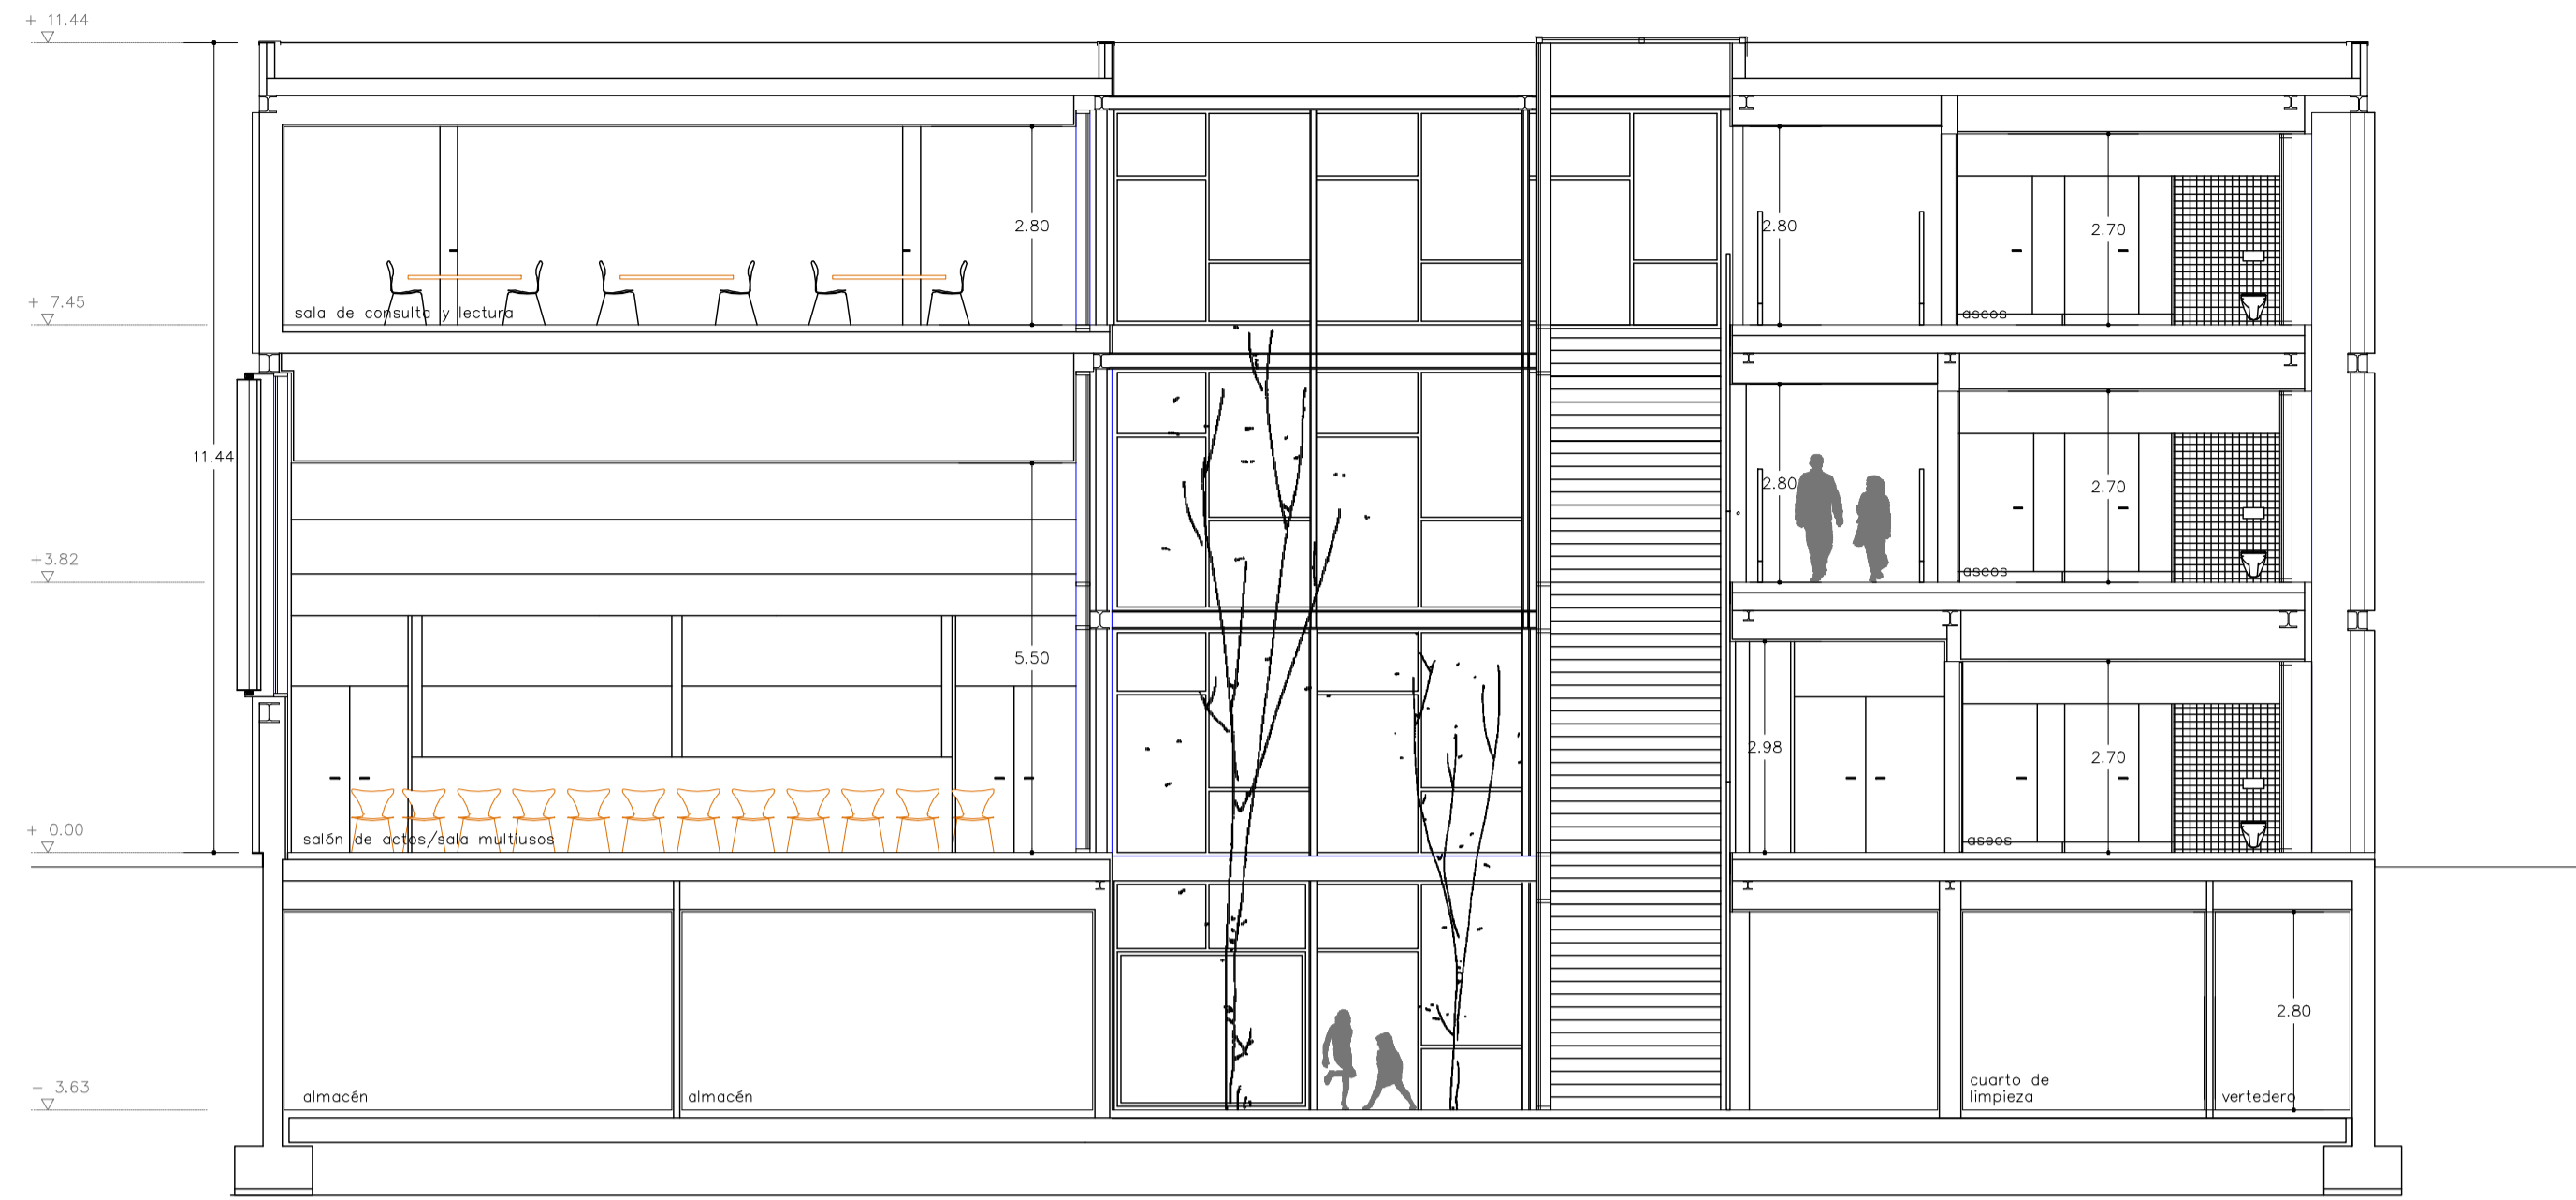 + 11.44
2.80
2.80
2.70
+ 7.45
sala de consulta y lectura
aseos
11.44
2.80
2.70
+3.82
aseos
5.50
2.98
2.70
+ 0.00
salón de actos/sala multiusos
aseos
2.80
- 3.63
almacén
almacén
cuarto de
limpieza
vertedero